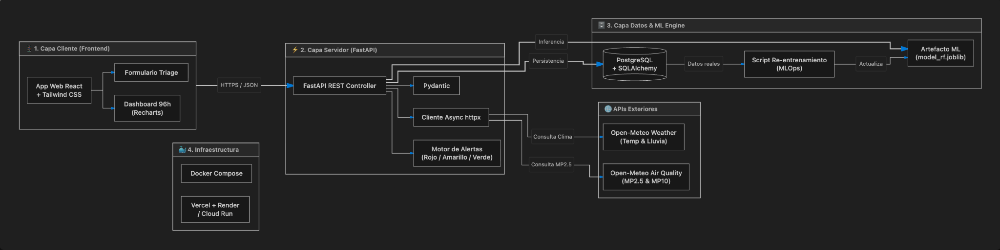 🗄 1. Capa Cliente (Frontend)
App Web React
+ Tailwind CSS
Formulario Triage
Dashboard 96h
(Recharts)
HTTPS / JSON
⚡ 2. Capa Servidor (FastAPI)
FastAPI REST Controller
Pydantic
Cliente Async httpx
Motor de Alertas
(Rojo / Amarillo / Verde)
Inferencia
Persistencia
Consulta Clima
Consulta MP2.5
🗄 3. Capa Datos & ML Engine
PostgreSQL
+ SQLAlchemy
Datos reales
Script Re-entrenamiento
(MLOps)
Actualiza
Artefacto ML
(model_rf.joblib)
🌐 APIs Exteriores
Open-Meteo Weather
(Temp & Lluvia)
Open-Meteo Air Quality
(MP2.5 & MP10)
🐳 4. Infraestructura
Docker Compose
Vercel + Render
/ Cloud Run